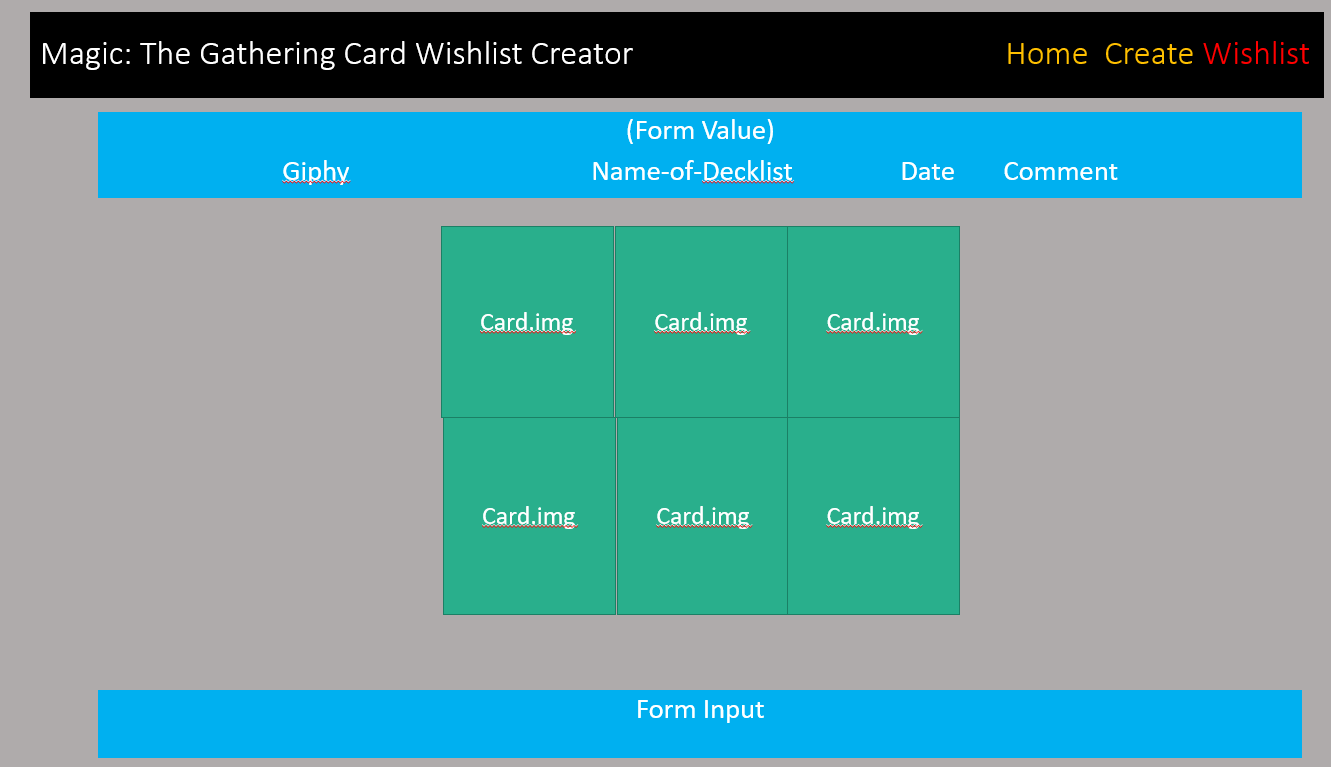 Magic: The Gathering Card Wishlist Creator Home Create Wishlist
(Form Value)
Giphy Name-of-Decklist Date Comment
Card.img Card.img Card.img
Card.img Card.img Card.img
Form Input